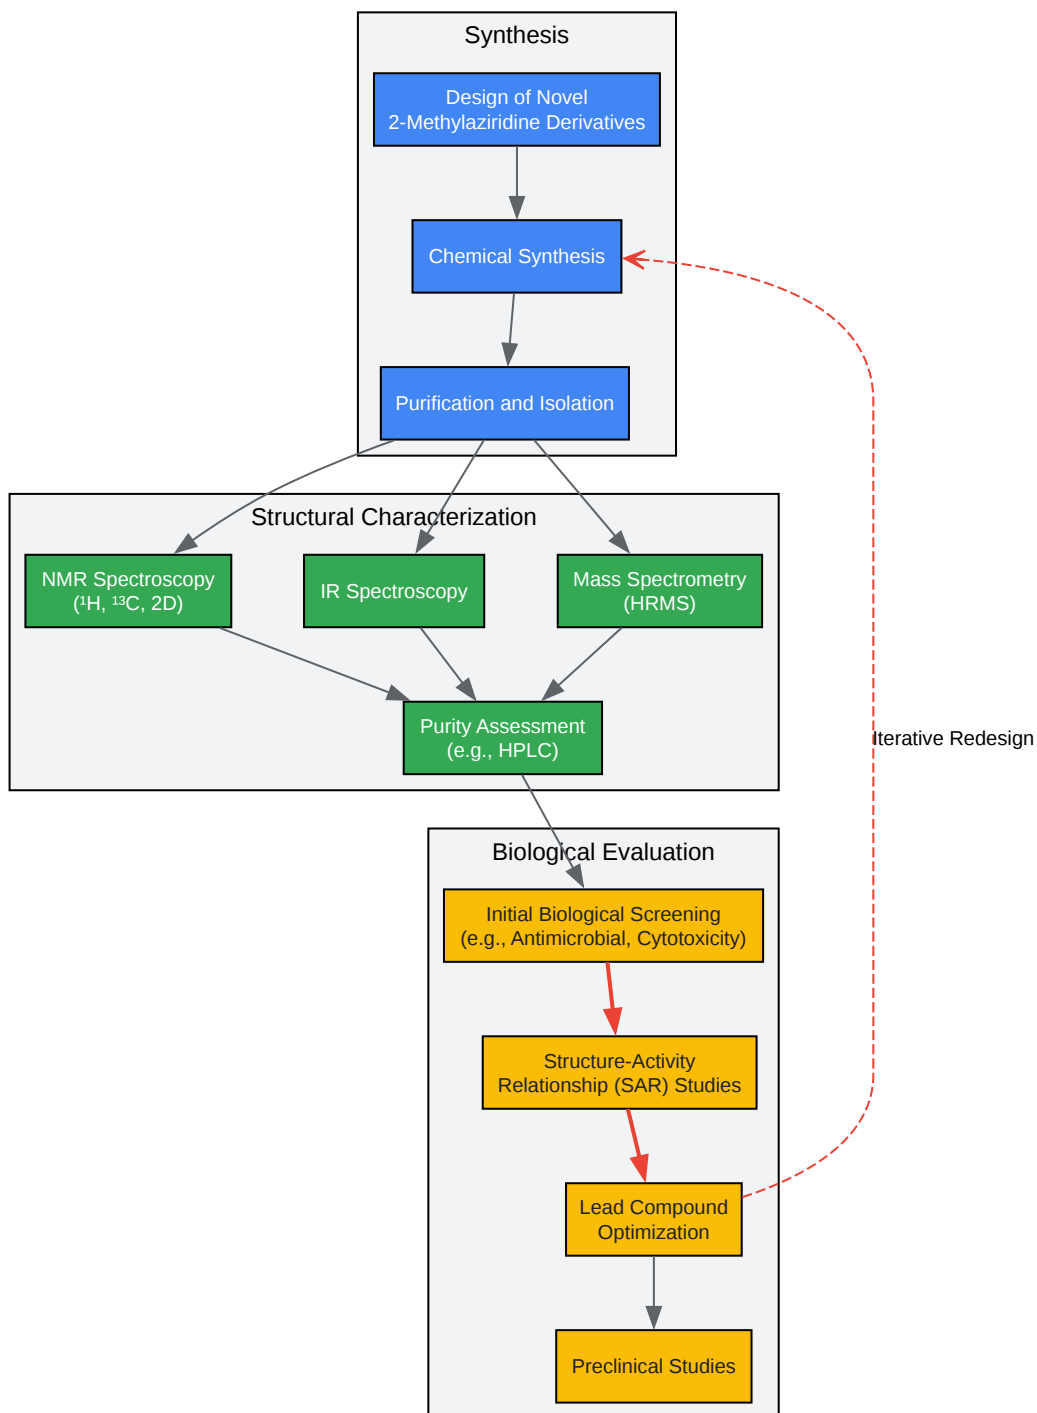 Synthesis
Design of Novel
2-Methylaziridine Derivatives
Chemical Synthesis
Purification and Isolation
Structural Characterization
NMR Spectroscopy
(¹H, ¹³C, 2D)
IR Spectroscopy
Mass Spectrometry
(HRMS)
Purity Assessment
(e.g., HPLC)
Iterative Redesign
Biological Evaluation
Initial Biological Screening
(e.g., Antimicrobial, Cytotoxicity)
Structure-Activity
Relationship (SAR) Studies
Lead Compound
Optimization
Preclinical Studies